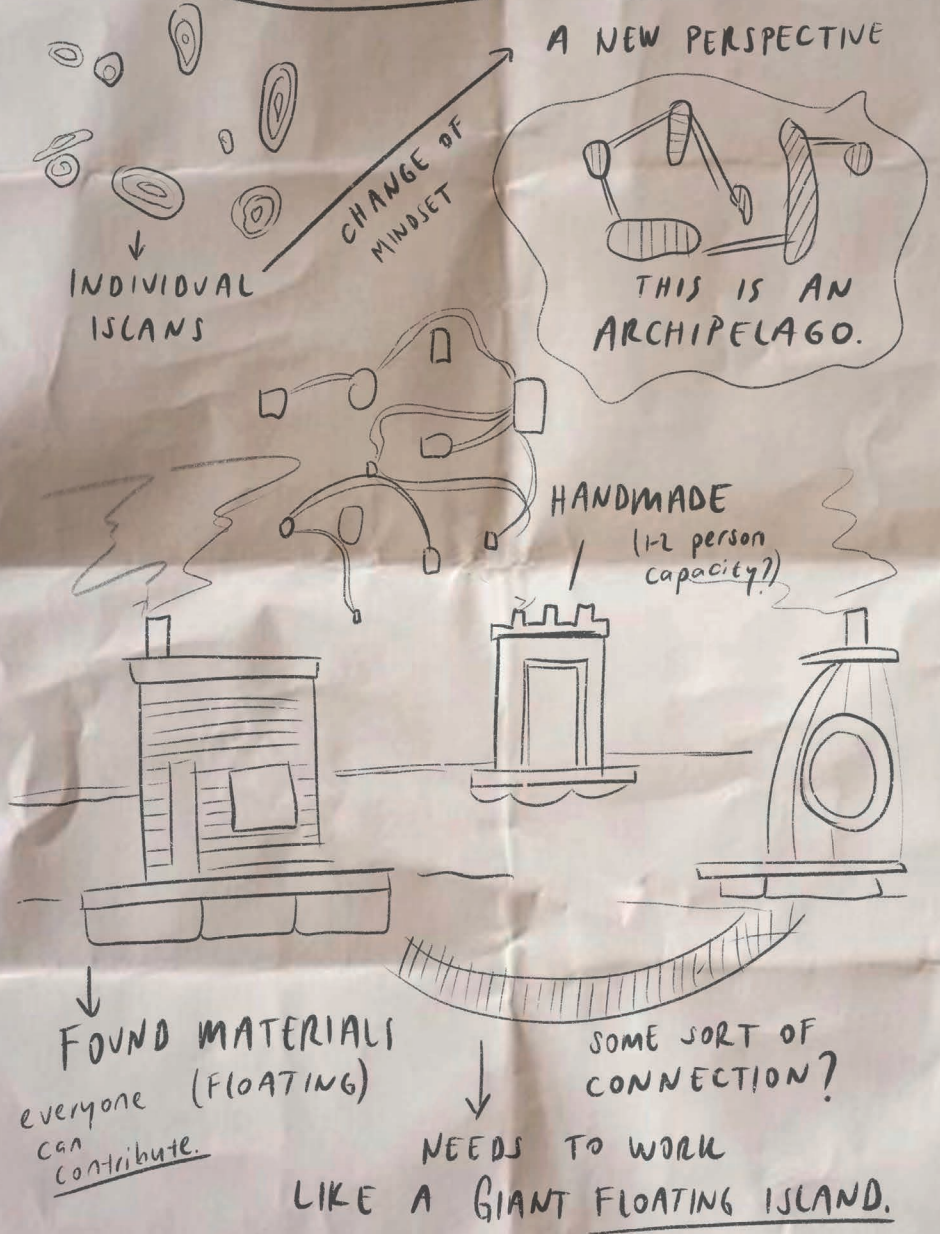 A NEW PERSPECTIVE
CHANGE OF
MINDSET
INDIVIDUAL
ISLANS
THIS IS AN
ARCHIPELAGO.
HANDMADE
(1-2 person
capacity?)
FOUND MATERIALS
(FLOATING)
everyone
can
contribute.
SOME SORT OF
CONNECTION?
NEEDS TO WORK
LIKE A GIANT FLOATING ISLAND.